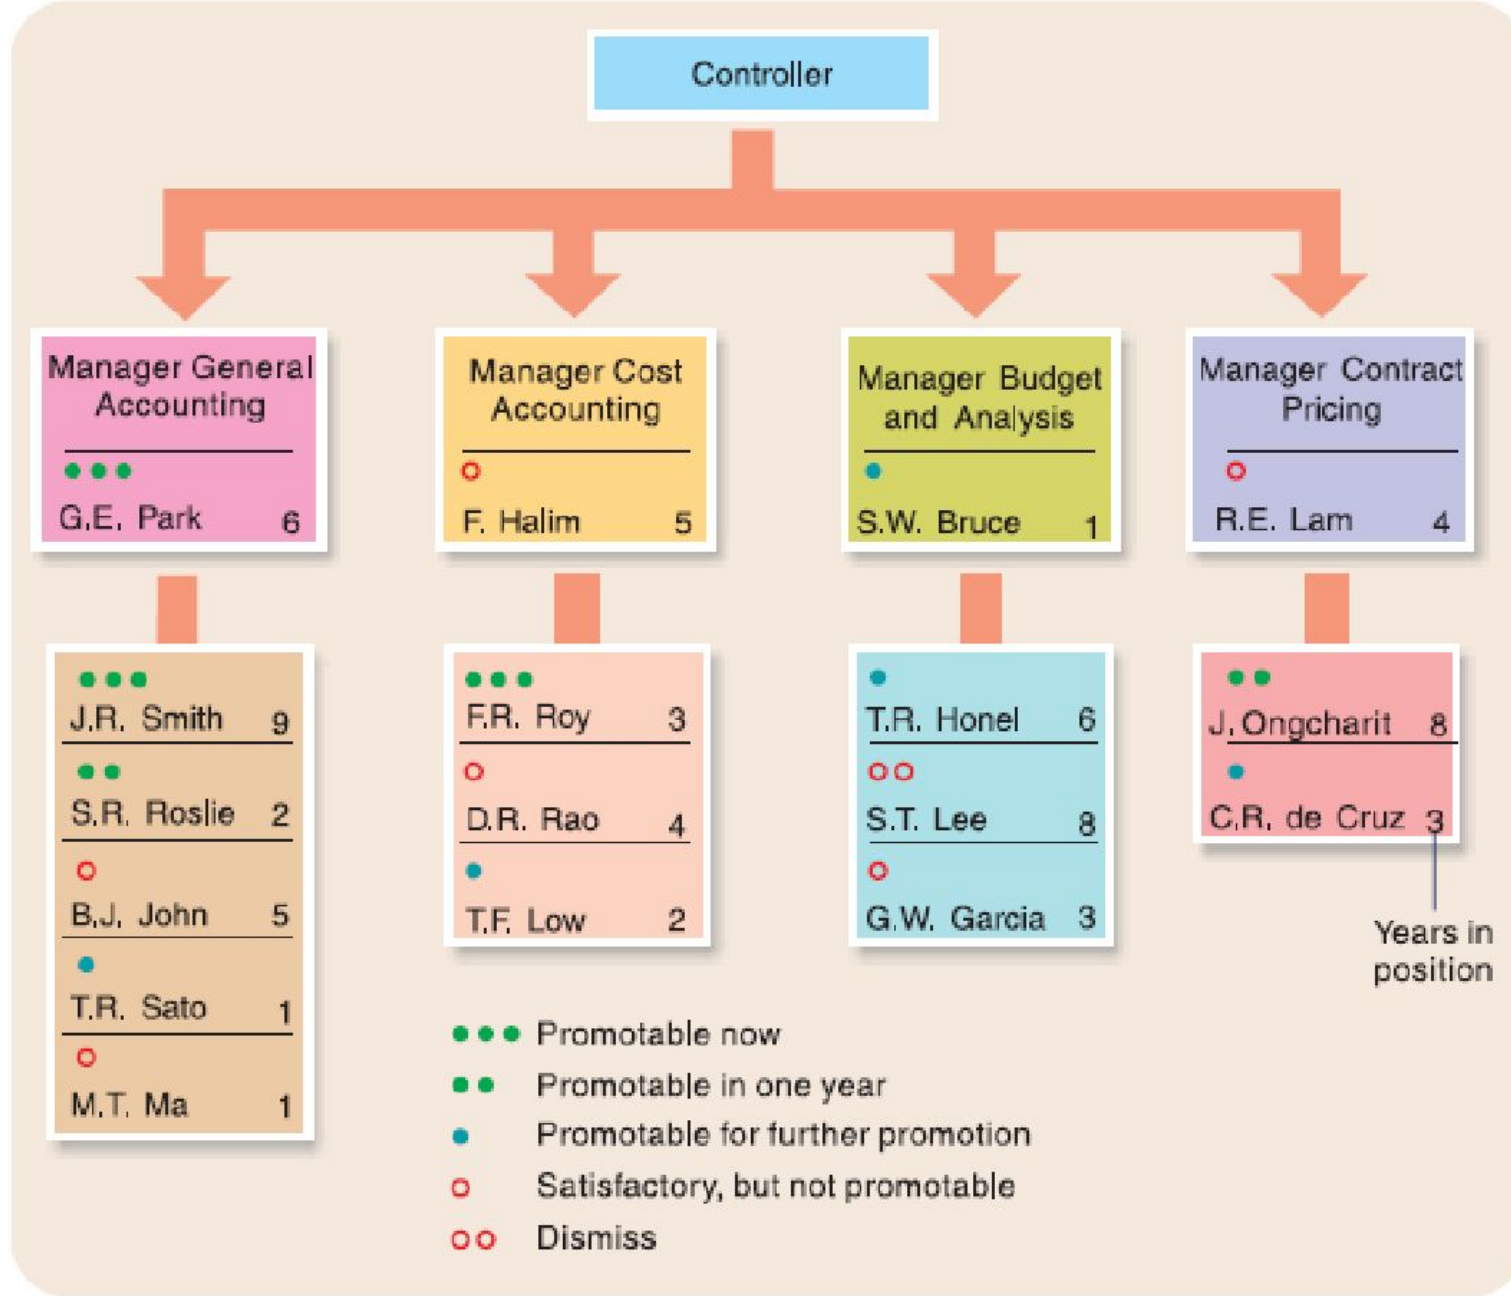 Controller
Manager General
Accounting
G.E. Park 6
Manager Cost
Accounting
F. Halim 5
Manager Budget
and Analysis
S.W. Bruce 1
Manager Contract
Pricing
R.E. Lam 4
J.R. Smith 9
S.R. Roslie 2
B.J. John 5
T.R. Sato 1
M.T. Ma 1
F.R. Roy 3
D.R. Rao 4
T.F. Low 2
T.R. Honel 6
S.T. Lee 8
G.W. Garcia 3
J. Ongcharit 8
C.R. de Cruz 3
Years in
position
Promotable now
Promotable in one year
Promotable for further promotion
Satisfactory, but not promotable
Dismiss